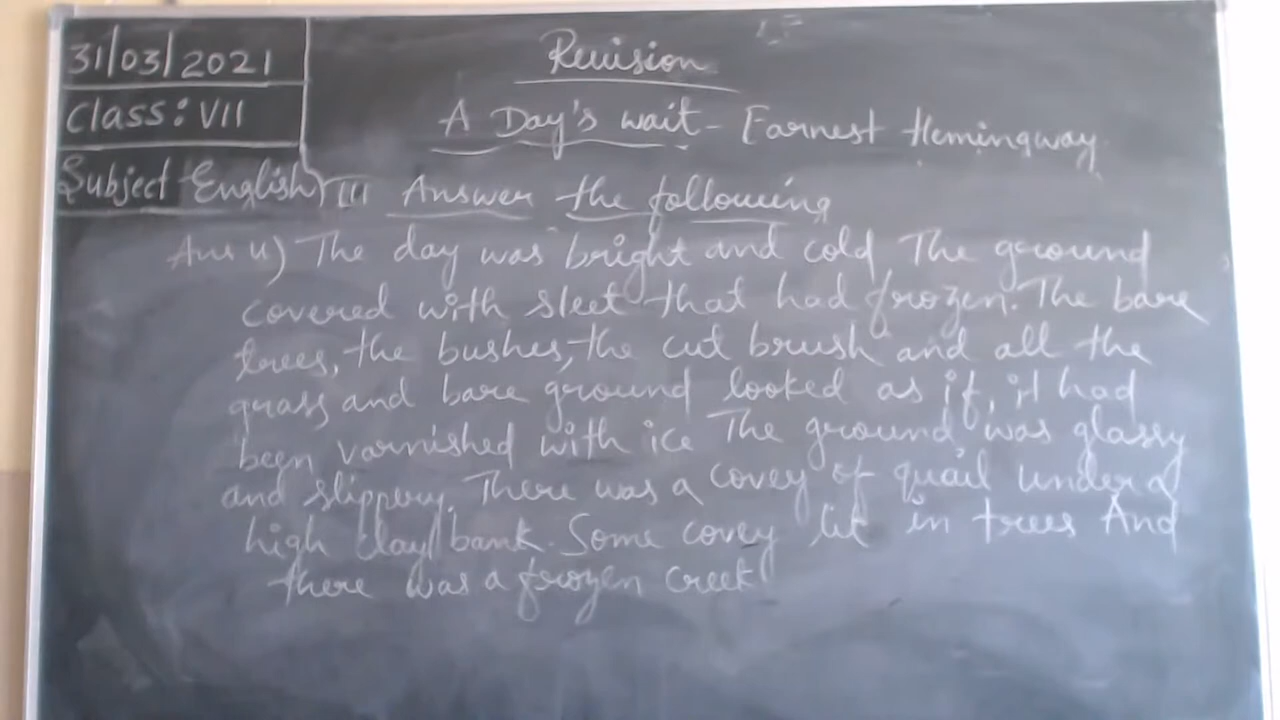 31/03/2021
Revision
Class: VII
A Day's wait - Earnest Hemingway
Subject English
III Answer the following
Ans 4) The day was bright and cold The ground
covered with sleet that had frozen. The bare
trees, the bushes, the cut brush and all the
grass and bare ground looked as if it had
been varnished with ice The ground was glassy
and slippery. There was a covey of quail under a
high clay bank. Some covey lit in trees And
there was a frozen creek